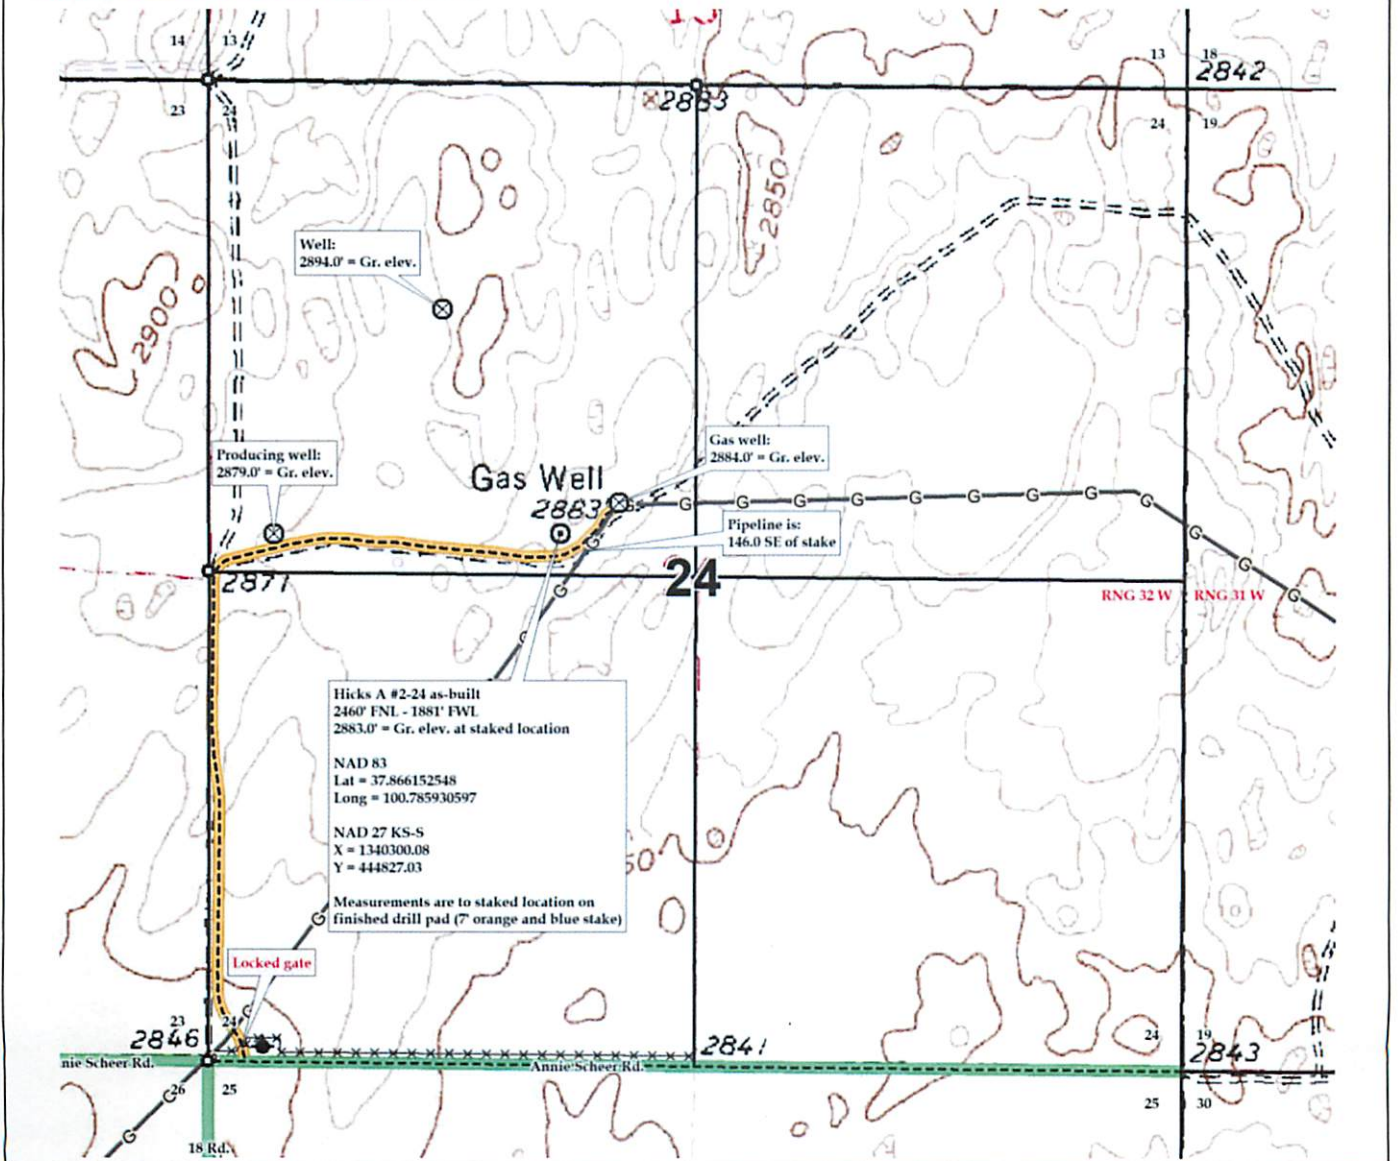 14 13
13 18
2842
2883
23 24
24 19
2850
Well:
2894.0' = Gr. elev.
2900
Gas well:
2884.0' = Gr. elev.
Producing well:
2879.0' = Gr. elev.
Gas Well
2883
G G G G G G G G G
G
G
G
G
Pipeline is:
146.0 SE of stake
G
2871
24
RNG 32 W RNG 31 W
G
G
Hicks A #2-24 as-built
2460' FNL - 1881' FWL
2883.0' = Gr. elev. at staked location
NAD 83
Lat = 37.866152548
Long = 100.785930597
NAD 27 KS-S
X = 1340300.08
Y = 444827.03
Measurements are to staked location on
finished drill pad (7' orange and blue stake)
G
Locked gate
G
23 24
24 19
2846
2841
2843
nie Scheer Rd.
Annie Scheer Rd.
26 25
25 30
G
G
18 Rd.